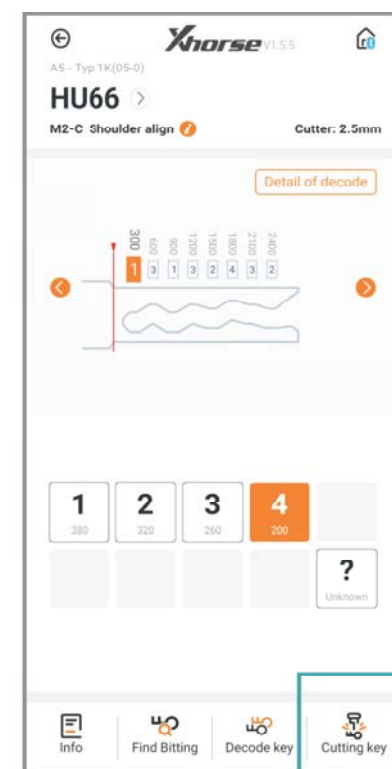 Xhorse V1.5.5
A5 - Typ 1K(05-0)
HU66
M2-C Shoulder align
Cutter: 2.5mm
Detail of decode
300 600 900 1200 1500 1800 2100 2400
1 3 1 3 2 4 3 2
1 2 3 4
380 320 260 200
?
Unknown
Info Find Bitting Decode key Cutting key